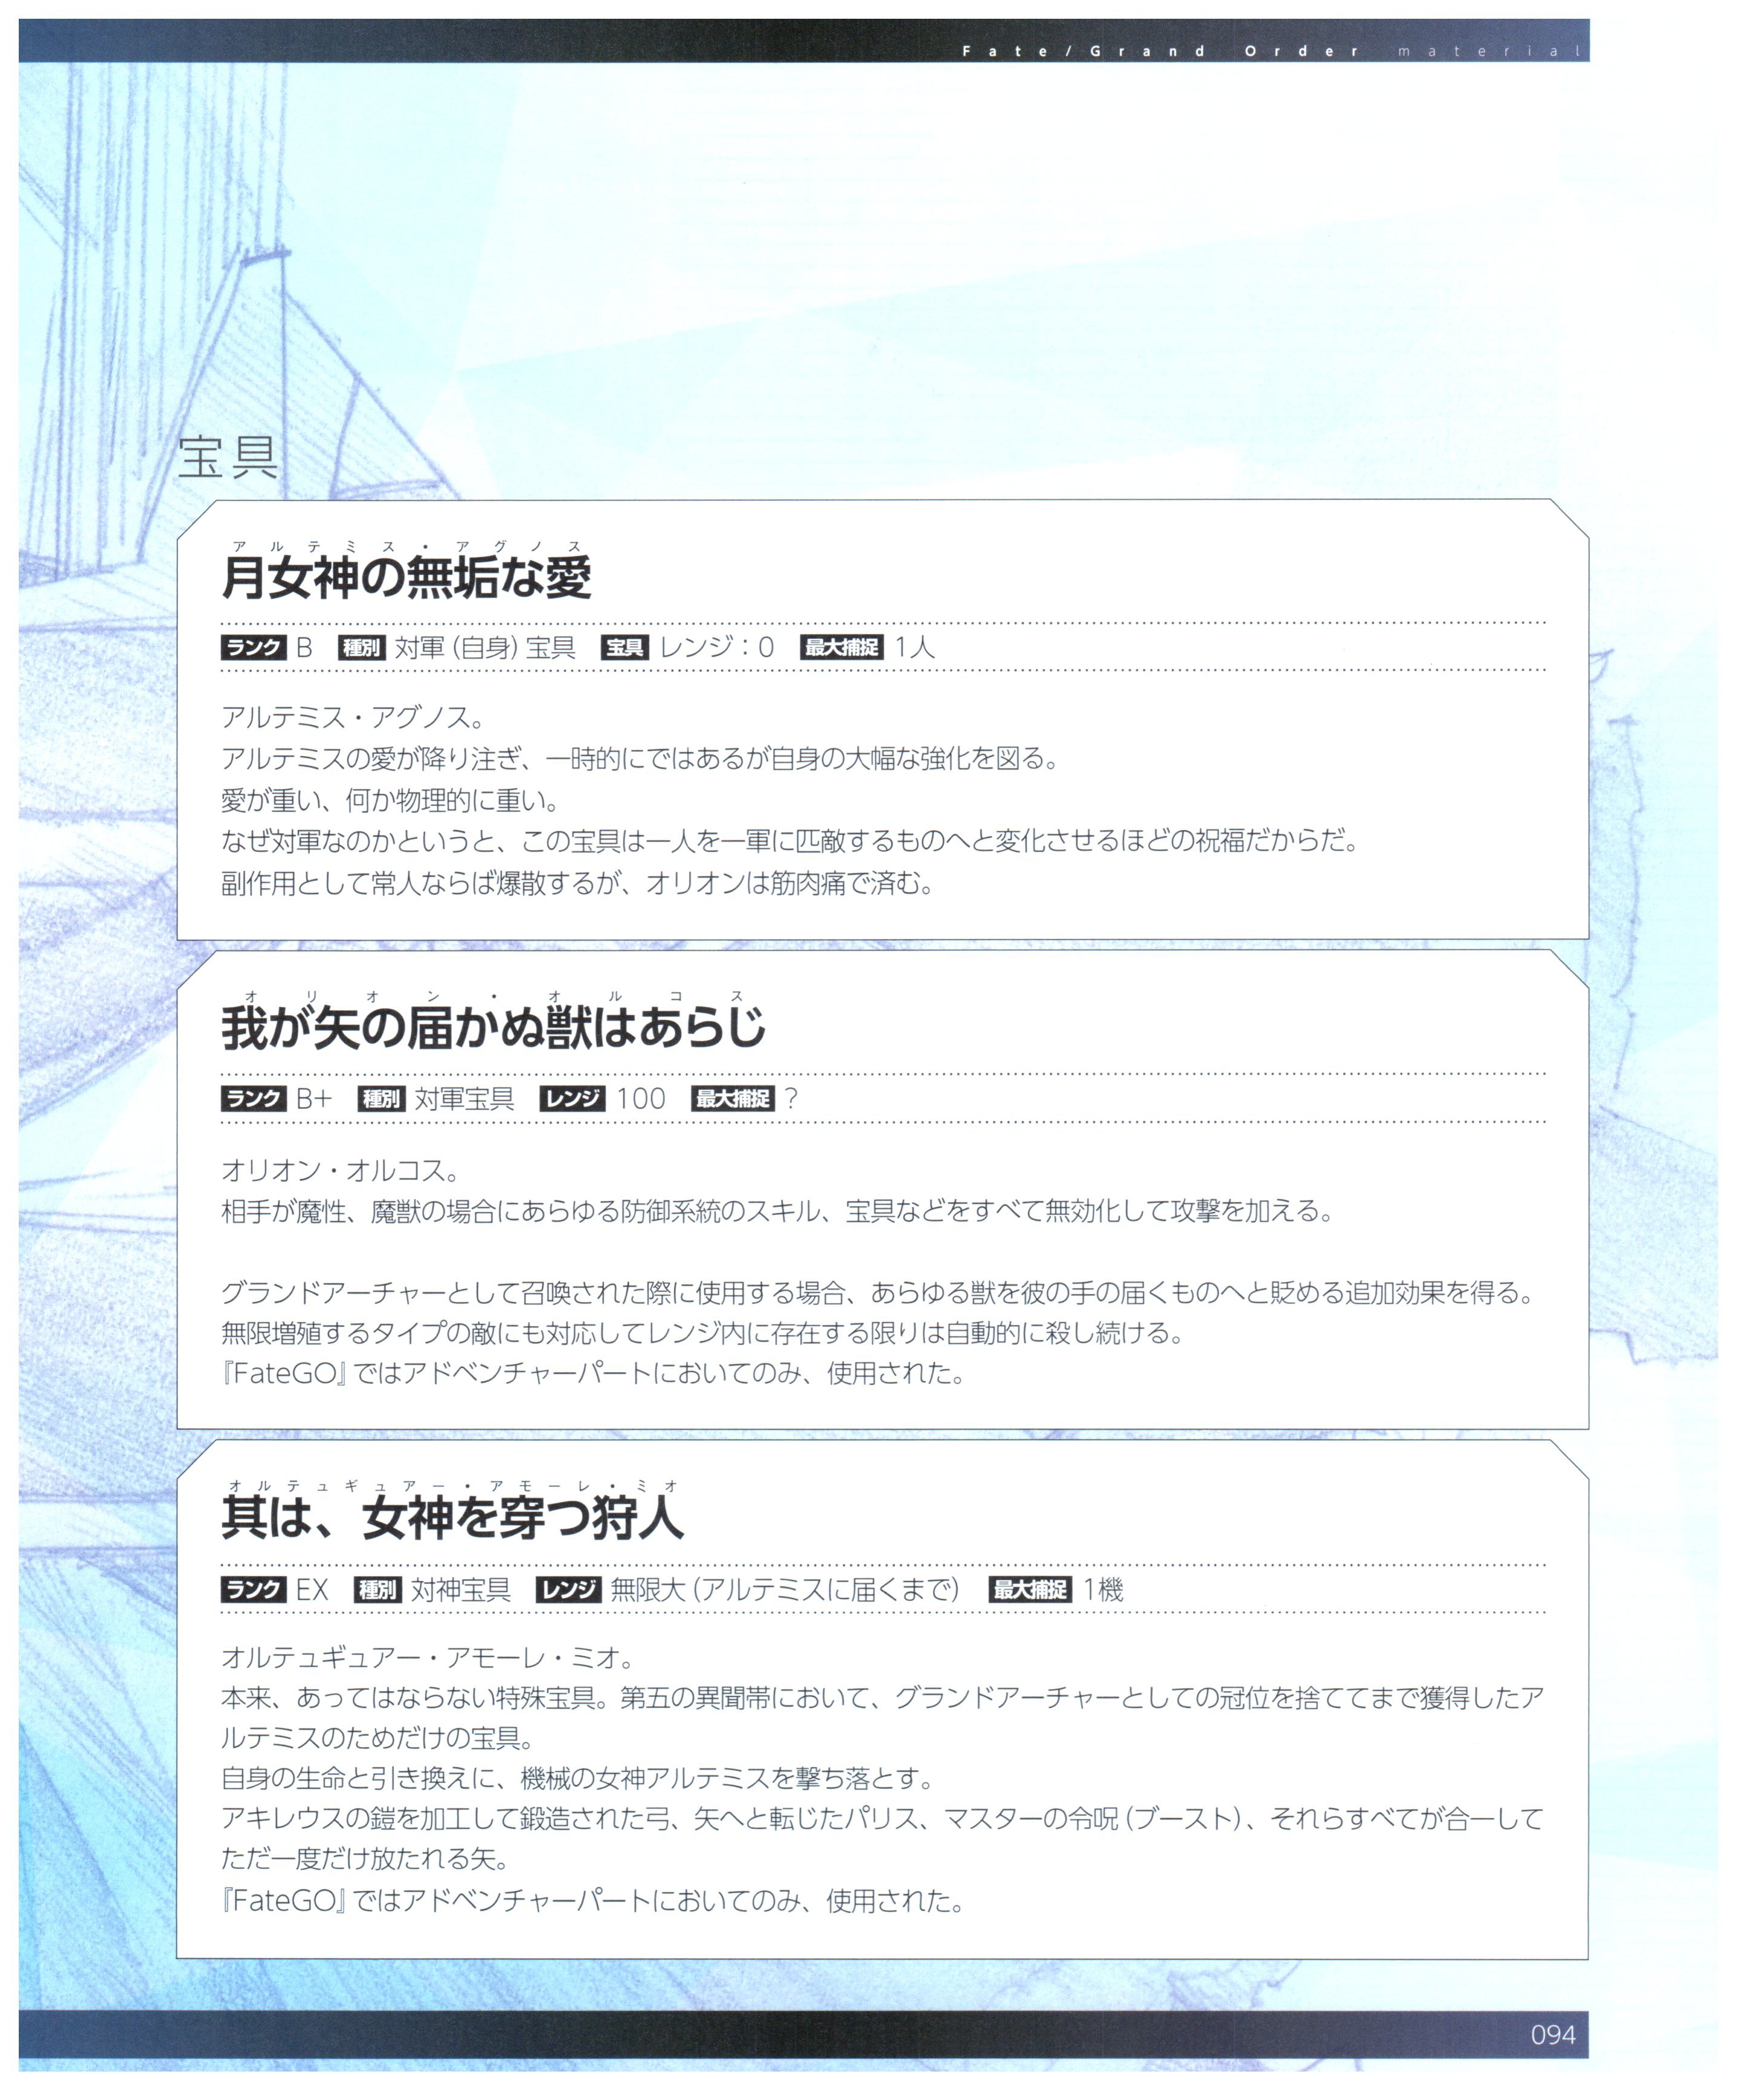 Fate/Grand Order material
宝具
アルテミス・アグノス
月女神の無垢な愛
ランク B 種別 対軍（自身）宝具 宝具 レンジ：0 最大捕捉 1人
アルテミス・アグノス。
アルテミスの愛が降り注ぎ、一時的にではあるが自身の大幅な強化を図る。
愛が重い、何か物理的に重い。
なぜ対軍なのかというと、この宝具は一人を一軍に匹敵するものへと変化させるほどの祝福だからだ。
副作用として常人ならば爆散するが、オリオンは筋肉痛で済む。
オリオン・オルコス
我が矢の届かぬ獣はあらじ
ランク B+ 種別 対軍宝具 レンジ 100 最大捕捉 ？
オリオン・オルコス。
相手が魔性、魔獣の場合にあらゆる防御系統のスキル、宝具などをすべて無効化して攻撃を加える。
グランドアーチャーとして召喚された際に使用する場合、あらゆる獣を彼の手の届くものへと貶める追加効果を得る。
無限増殖するタイプの敵にも対応してレンジ内に存在する限りは自動的に殺し続ける。
『FateGO』ではアドベンチャーパートにおいてのみ、使用された。
オルテュギュアー・アモーレ・ミオ
其は、女神を穿つ狩人
ランク EX 種別 対神宝具 レンジ 無限大（アルテミスに届くまで） 最大捕捉 1機
オルテュギュアー・アモーレ・ミオ。
本来、あってはならない特殊宝具。第五の異聞帯において、グランドアーチャーとしての冠位を捨ててまで獲得したア
ルテミスのためだけの宝具。
自身の生命と引き換えに、機械の女神アルテミスを撃ち落とす。
アキレウスの鎧を加工して鍛造された弓、矢へと転じたパリス、マスターの令呪（ブースト）、それらすべてが合一して
ただ一度だけ放たれる矢。
『FateGO』ではアドベンチャーパートにおいてのみ、使用された。
094